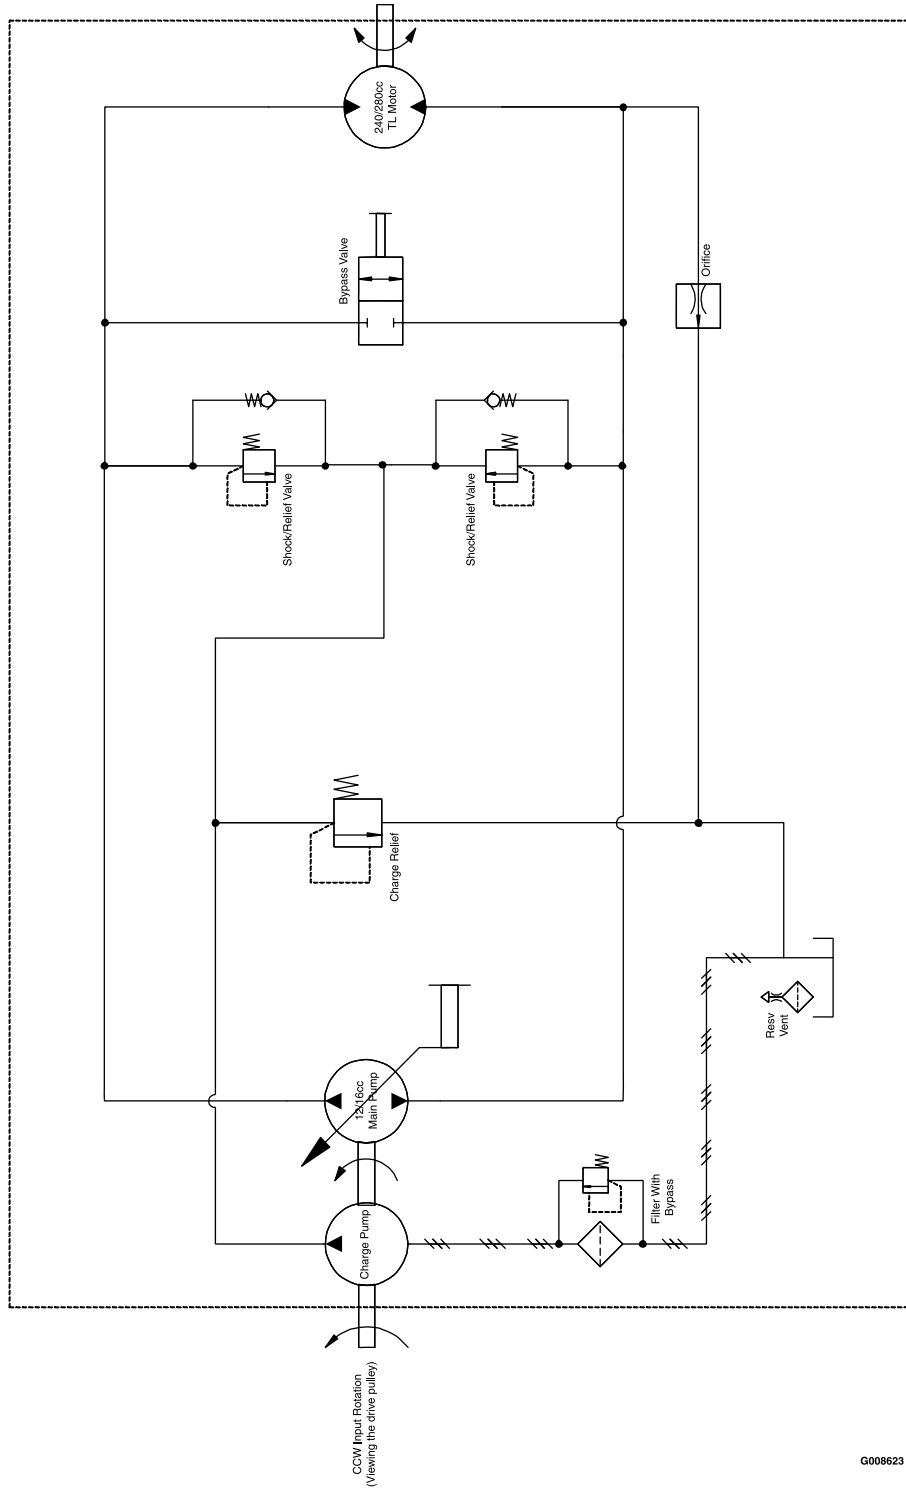 240/280cc
TL Motor
Bypass Valve
Orifice
Shock/Relief Valve
Shock/Relief Valve
Charge Relief
12/16cc
Main Pump
Resv
Vent
Charge Pump
Filter With
Bypass
CCW Input Rotation
(Viewing the drive pulley)
G008623